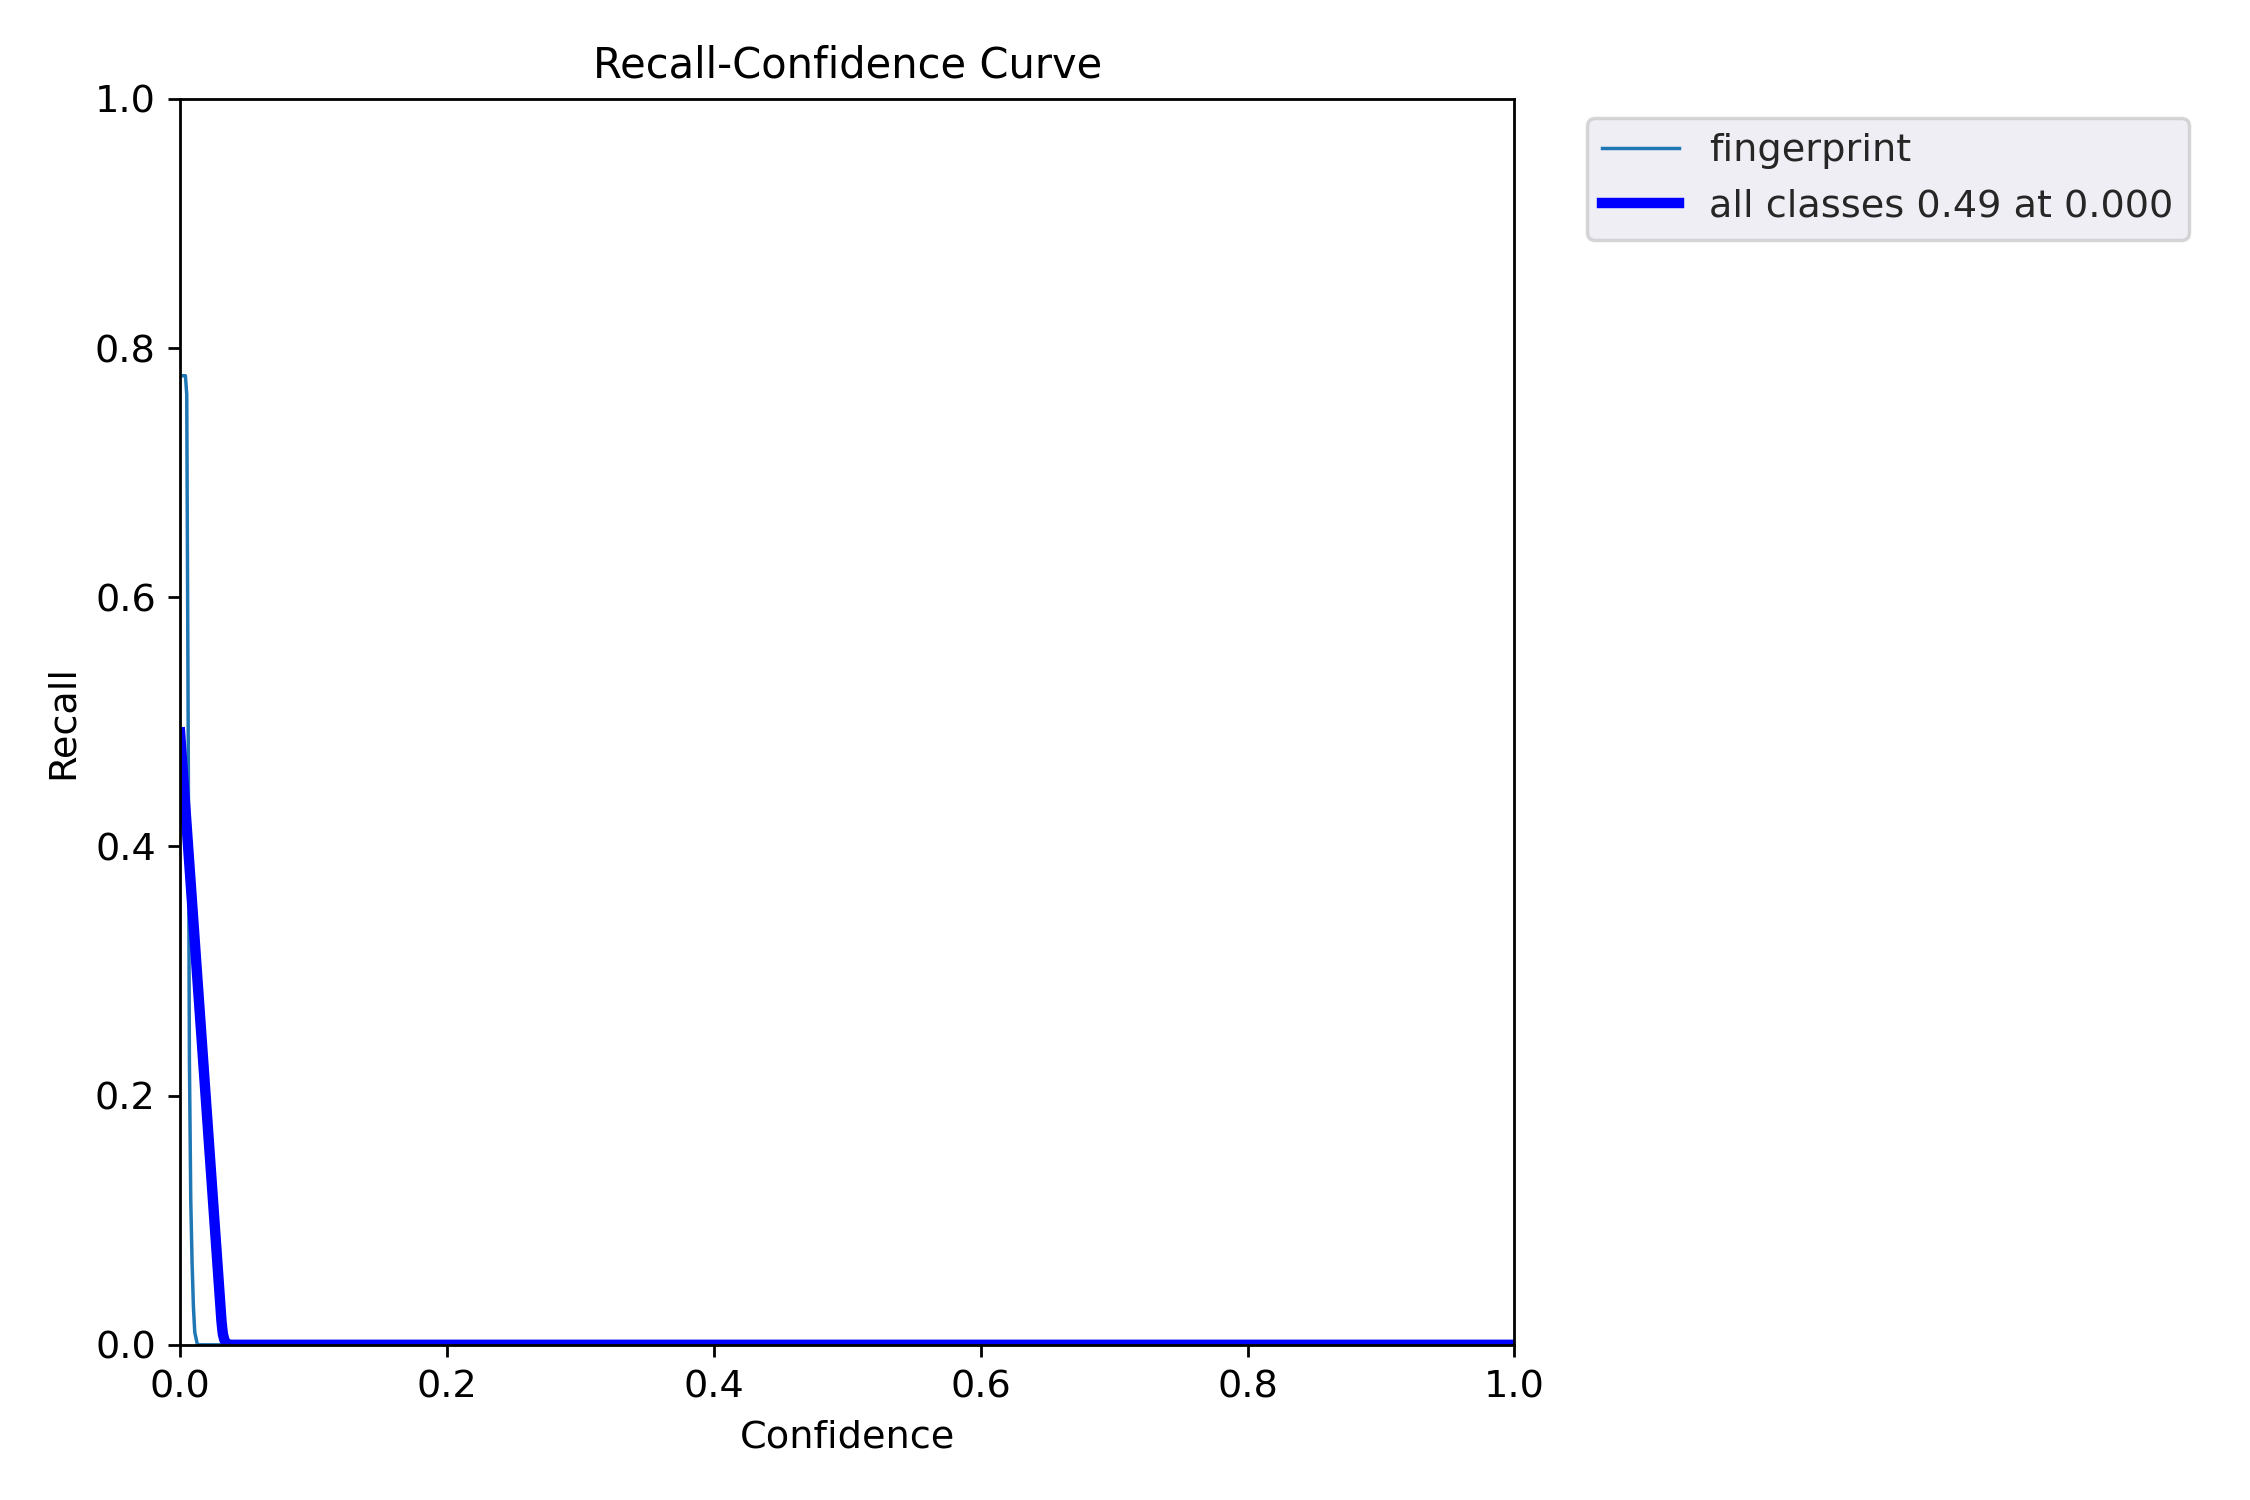 Recall-Confidence Curve
1.0
0.8
0.6
0.4
0.2
0.0
Recall
0.0 0.2 0.4 0.6 0.8 1.0
Confidence
fingerprint
all classes 0.49 at 0.000